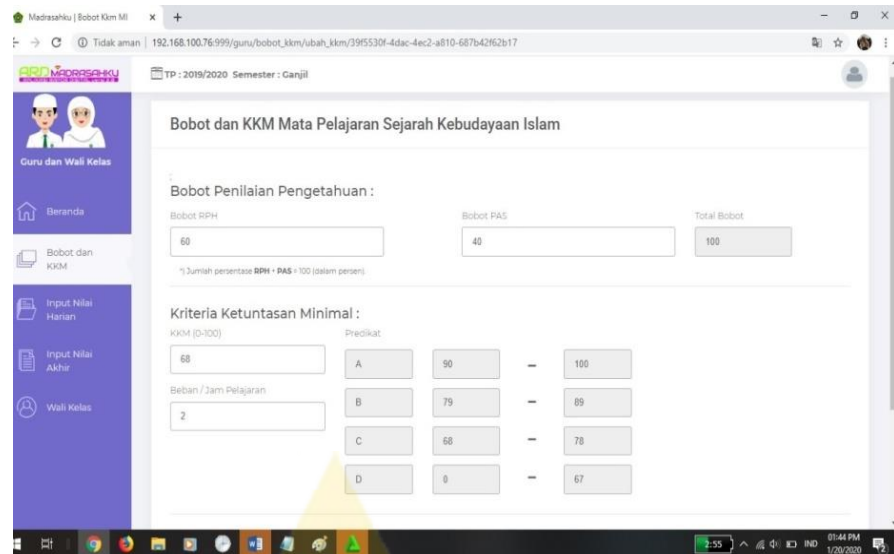 Madrasahku | Bobot Kkm MI
Tidak aman | 192.168.100.76:999/guru/bobot_kkm/ubah_kkm/39f5530f-4dac-4ec2-a810-687b42f62b17
ARD MADRASAHKU
TP : 2019/2020 Semester : Ganjil
Guru dan Wali Kelas
Beranda
Bobot dan
KKM
Input Nilai
Harian
Input Nilai
Akhir
Wali Kelas
Bobot dan KKM Mata Pelajaran Sejarah Kebudayaan Islam
:
Bobot Penilaian Pengetahuan :
Bobot RPH Bobot PAS Total Bobot
60 40 100
*) Jumlah persentase RPH + PAS = 100 (dalam persen).
Kriteria Ketuntasan Minimal :
KKM (0-100) Predikat
68 A 90 – 100
Beban / Jam Pelajaran
2 B 79 – 89
C 68 – 78
D 0 – 67
2:55 IND 01:44 PM
1/20/2020